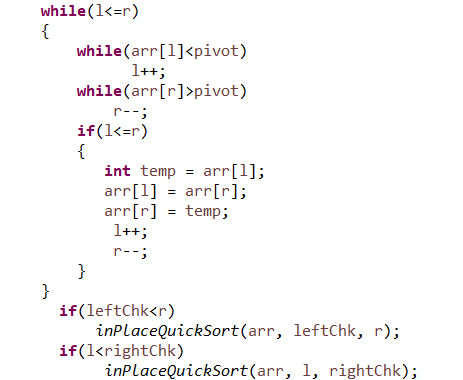 while(l<=r)
{
while(arr[l]<pivot)
l++;
while(arr[r]>pivot)
r--;
if(l<=r)
{
int temp = arr[l];
arr[l] = arr[r];
arr[r] = temp;
l++;
r--;
}
}
if(leftChk<r)
inPlaceQuickSort(arr, leftChk, r);
if(l<rightChk)
inPlaceQuickSort(arr, l, rightChk);